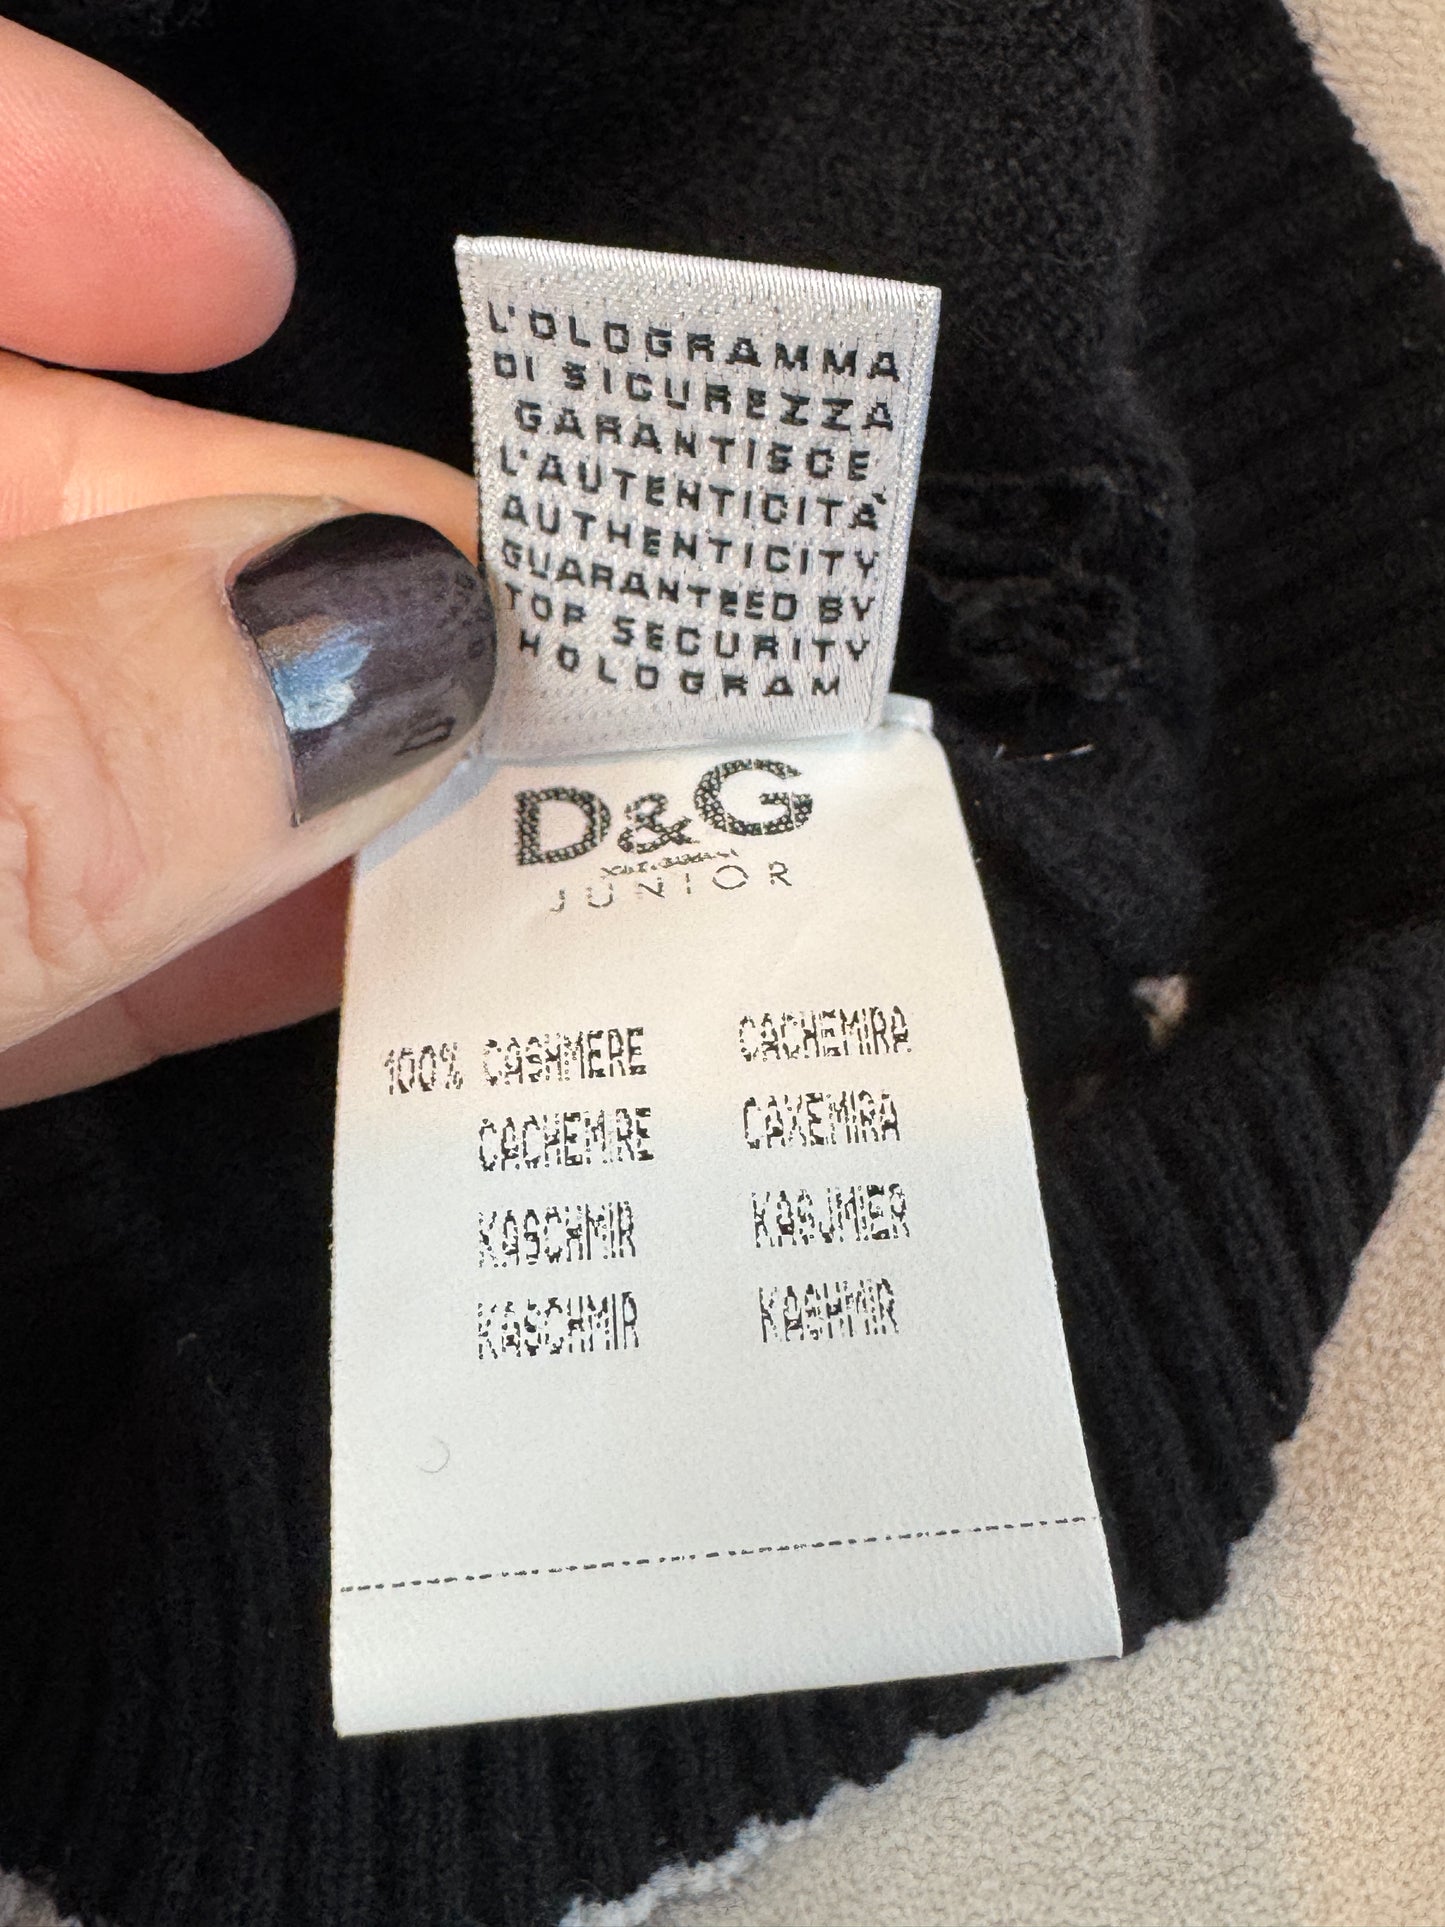 L'OLOGRAMMA
DI SICUREZZA
GARANTISCE
L'AUTENTICITÀ
AUTHENTICITY
GUARANTEED BY
TOP SECURITY
HOLOGRAM
D&G
JUNIOR
100% CASHMERE CACHEMIRA
CACHEMIRE CAXEMIRA
KASCHMIR KASJMIER
KASCHMIR KASHMIR